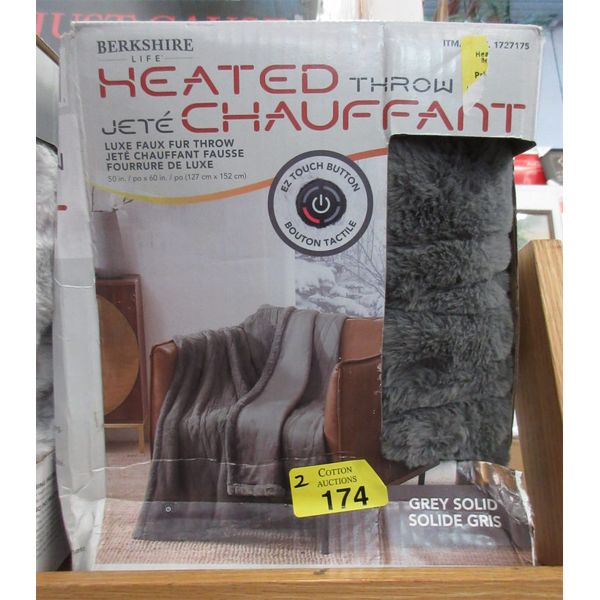 BERKSHIRE
LIFE
ITM. 1727175
HEATED THROW
JETÉ CHAUFFANT
LUXE FAUX FUR THROW
JETÉ CHAUFFANT FAUSSE
FOURRURE DE LUXE
50 in. / po x 60 in. / po (127 cm x 152 cm)
EZ TOUCH BUTTON
BOUTON TACTILE
2 COTTON
AUCTIONS
174
GREY SOLID
SOLIDE GRIS